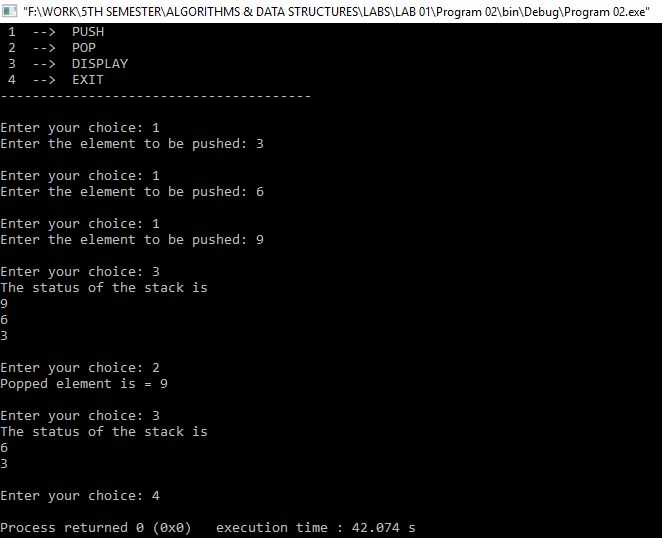 "F:\WORK\5TH SEMESTER\ALGORITHMS & DATA STRUCTURES\LABS\LAB 01\Program 02\bin\Debug\Program 02.exe"
1 --> PUSH
2 --> POP
3 --> DISPLAY
4 --> EXIT
---------------------------------------
Enter your choice: 1
Enter the element to be pushed: 3
Enter your choice: 1
Enter the element to be pushed: 6
Enter your choice: 1
Enter the element to be pushed: 9
Enter your choice: 3
The status of the stack is
9
6
3
Enter your choice: 2
Popped element is = 9
Enter your choice: 3
The status of the stack is
6
3
Enter your choice: 4
Process returned 0 (0x0)   execution time : 42.074 s